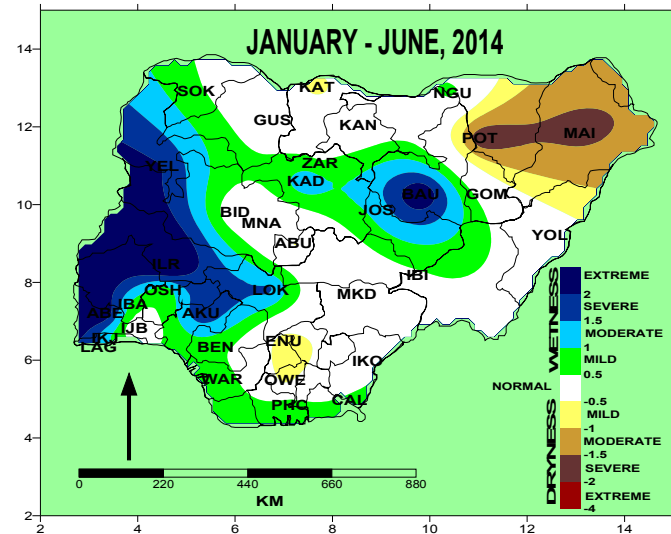 JANUARY - JUNE, 2014
14
12
10
8
6
4
2
SOK
KAT
NGU
GUS
KAN
POT
MAI
YEL
ZAR
KAD
BAU
GOM
BID
MNA
JOS
ABU
YOL
ILR
IBI
OSH
LOK
MKD
IBA
ABE
AKU
IJB
IKJ
LAG
BEN
ENU
IKO
WAR
OWE
PHC
CAL
WETNESS
EXTREME
2
SEVERE
1.5
MODERATE
1
MILD
0.5
NORMAL
-0.5
DRYNESS
MILD
-1
MODERATE
-1.5
SEVERE
-2
EXTREME
-4
0 220 440 660 880
KM
2 4 6 8 10 12 14